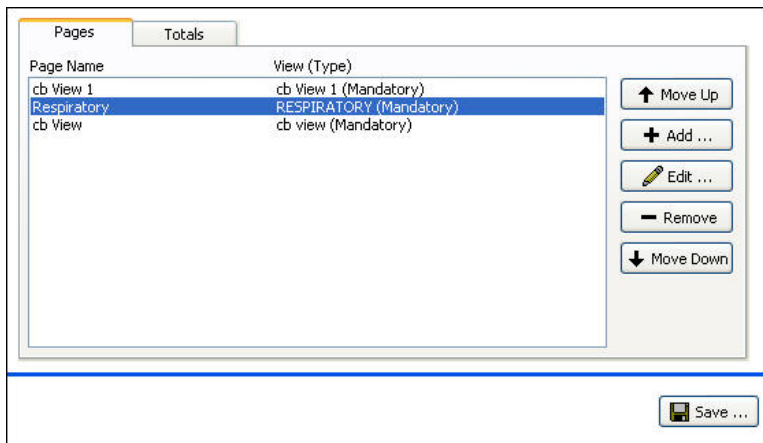 Pages Totals
Page Name View (Type)
cb View 1 cb View 1 (Mandatory)
Respiratory RESPIRATORY (Mandatory)
cb View cb view (Mandatory)
Move Up
Add ...
Edit ...
Remove
Move Down
Save ...